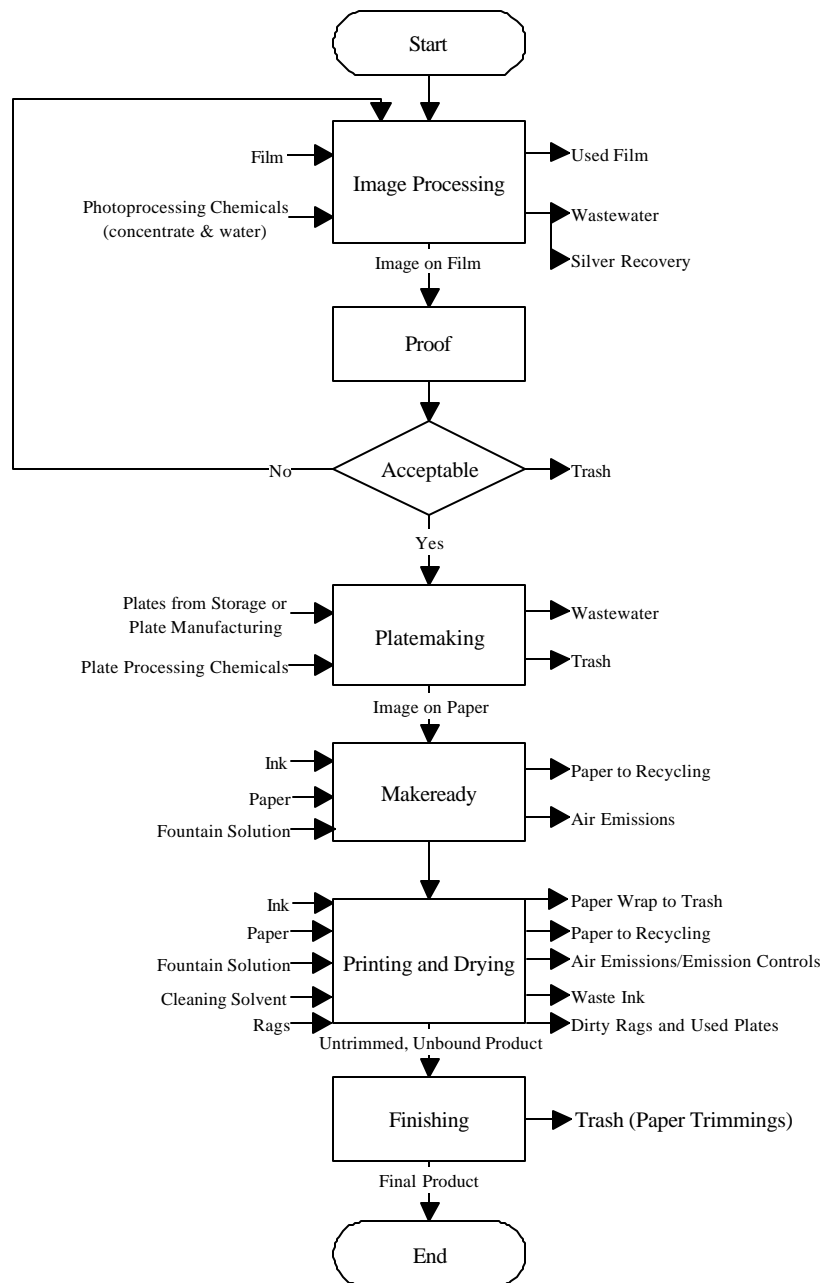 Start
Film
Photoprocessing Chemicals
(concentrate & water)
Image Processing
Used Film
Wastewater
Silver Recovery
Image on Film
Proof
No
Acceptable
Trash
Yes
Plates from Storage or
Plate Manufacturing
Plate Processing Chemicals
Platemaking
Wastewater
Trash
Image on Paper
Ink
Paper
Fountain Solution
Makeready
Paper to Recycling
Air Emissions
Ink
Paper
Fountain Solution
Cleaning Solvent
Rags
Printing and Drying
Paper Wrap to Trash
Paper to Recycling
Air Emissions/Emission Controls
Waste Ink
Dirty Rags and Used Plates
Untrimmed, Unbound Product
Finishing
Trash (Paper Trimmings)
Final Product
End